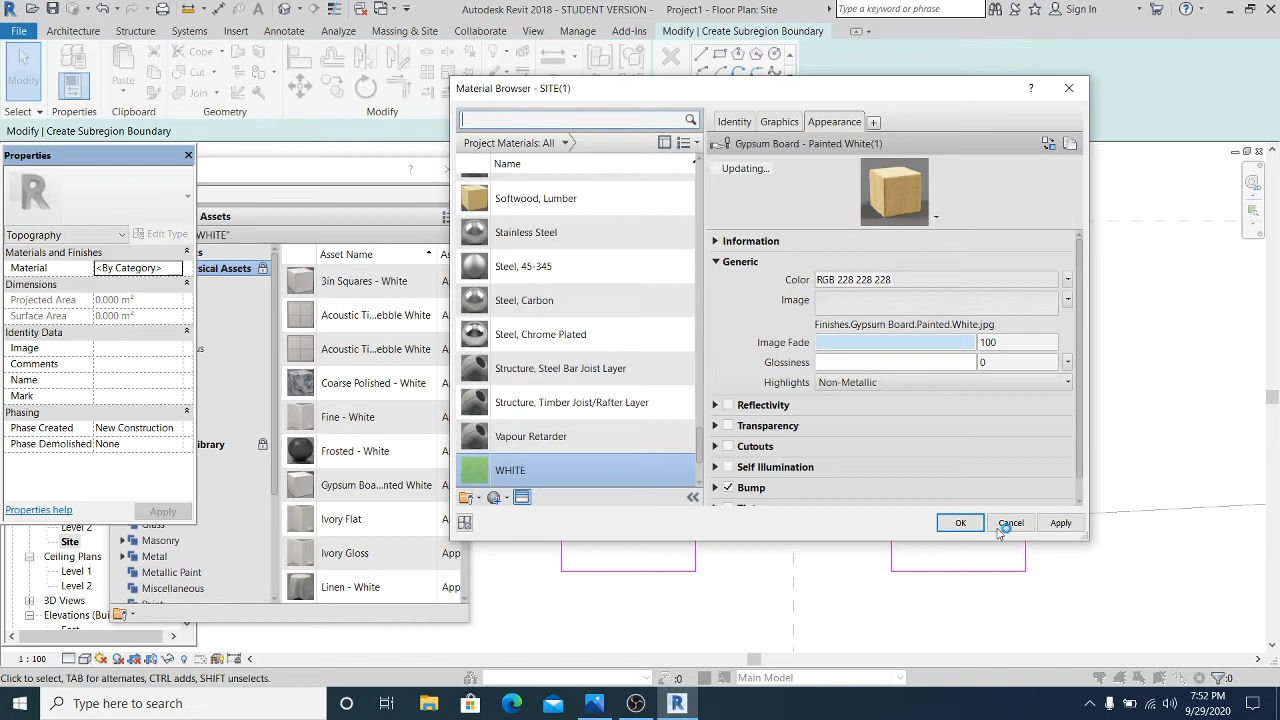 Autodesk Revit 2018 - STUDENT VERSION - Project1 - Floor Plan: Site
Type a keyword or phrase
Sign In
File Architecture Structure Systems Insert Annotate Analyze Massing & Site Collaborate View Manage Add-Ins Modify | Create Subregion Boundary
Modify
Paste
Cope
Cut
Join
Select Properties Clipboard Geometry Modify
Modify | Create Subregion Boundary
Properties
Topography
Edit Type
Materials and Finishes
Material <By Category>
Dimensions
Projected Area 0.000 m²
Surface Area 0.000 m²
Identity Data
Image
Comments
Name
Mark
Phasing
Phase Created New Construction
Phase Demolished None
Properties help
Apply
Level 2
Site
Ceiling Plans
Level 1
Level 2
3D Views
Elevations (Bui
East
1 : 100
?
Assets
WHITE"
sical Assets
ibrary
Masonry
Metal
Metallic Paint
Miscellaneous
Asset Name
3in Squares - White
Acoustic Ti...ebble White
Acoustic Ti...ebble White
Coarse Polished - White
Fine - White
Frosted - White
Gypsum Boa...nted White
Ivory Flat
Ivory Gloss
Linen - White
App
App
App
App
App
Material Browser - SITE(1)
?
Project Materials: All
Name
Softwood, Lumber
Stainless Steel
Steel, 45-345
Steel, Carbon
Steel, Chrome Plated
Structure, Steel Bar Joist Layer
Structure, Timber Joist/Rafter Layer
Vapour Retarder
WHITE
Identity Graphics Appearance +
Gypsum Board - Painted White(1)
Updating...
Information
Generic
Color RGB 228 228 228
Image
Finishes.Gypsum Board.Painted.White.jpg
Image Fade 100
Glossiness 0
Highlights Non-Metallic
Reflectivity
Transparency
Cutouts
Self Illumination
Bump
OK Cancel Apply
Click to select, TAB for alternates, CTRL adds, SHIFT unselects.
:0
Main Model
:0
Type here to search
7:52 PM
9/29/2020